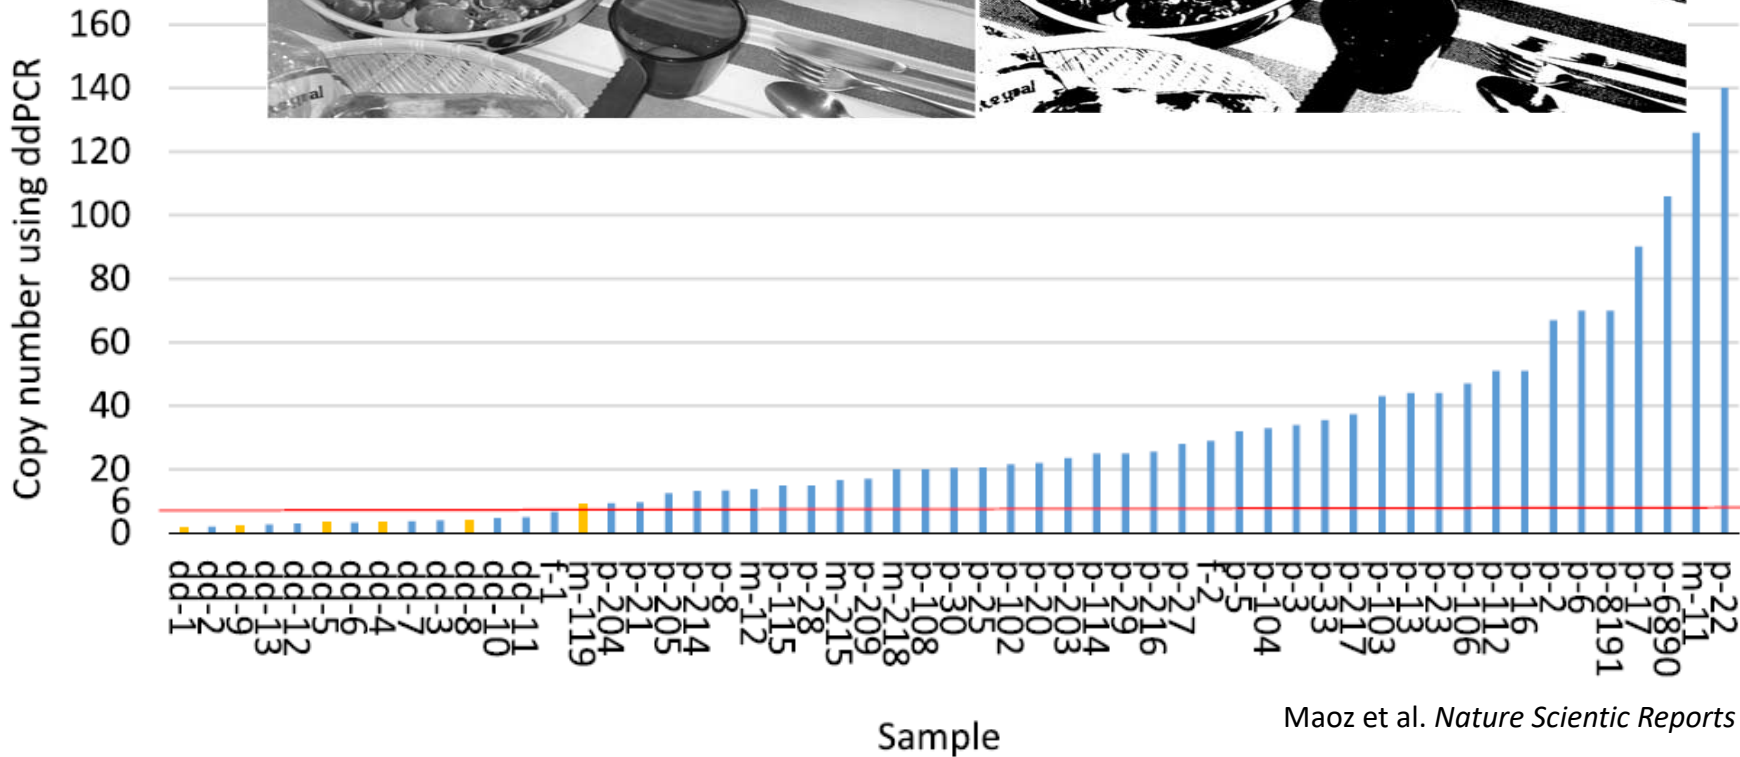 Copy number using ddPCR
160
140
120
100
80
60
40
20
6
0
dd-1
dd-2
dd-9
dd-13
dd-12
dd-5
dd-6
dd-4
dd-7
dd-3
dd-8
dd-10
dd-11
f-1
m-119
p-204
p-21
p-205
p-214
p-8
m-12
p-115
p-28
m-215
p-209
m-218
p-108
p-30
p-25
p-102
p-20
p-203
p-114
p-29
p-216
p-27
f-2
p-5
p-104
p-3
p-33
p-217
p-103
p-13
p-23
p-106
p-112
p-16
p-2
p-6
p-8191
p-17
p-6890
m-11
p-22
Sample
Maoz et al. Nature Scientic Reports